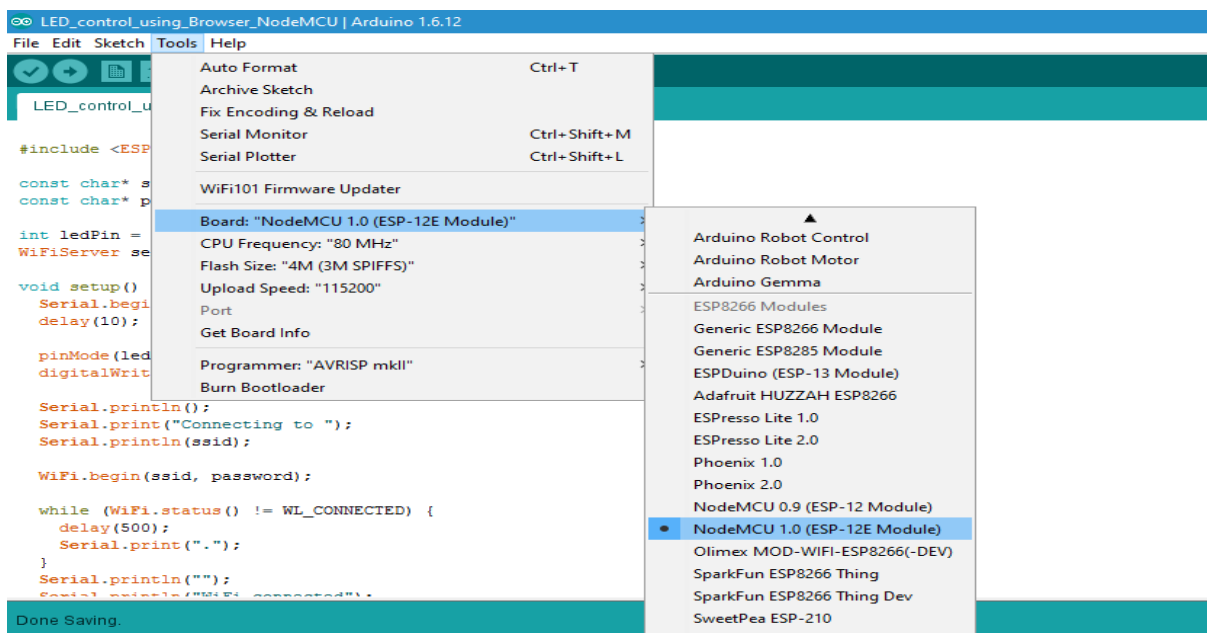 LED_control_using_Browser_NodeMCU | Arduino 1.6.12
File Edit Sketch Tools Help
LED_control_u
Auto Format Ctrl+T
Archive Sketch
Fix Encoding & Reload
Serial Monitor Ctrl+Shift+M
Serial Plotter Ctrl+Shift+L
WiFi101 Firmware Updater
Board: "NodeMCU 1.0 (ESP-12E Module)"
CPU Frequency: "80 MHz"
Flash Size: "4M (3M SPIFFS)"
Upload Speed: "115200"
Port
Get Board Info
Programmer: "AVRISP mkII"
Burn Bootloader
Arduino Robot Control
Arduino Robot Motor
Arduino Gemma
ESP8266 Modules
Generic ESP8266 Module
Generic ESP8285 Module
ESPDuino (ESP-13 Module)
Adafruit HUZZAH ESP8266
ESPresso Lite 1.0
ESPresso Lite 2.0
Phoenix 1.0
Phoenix 2.0
NodeMCU 0.9 (ESP-12 Module)
NodeMCU 1.0 (ESP-12E Module)
Olimex MOD-WIFI-ESP8266(-DEV)
SparkFun ESP8266 Thing
SparkFun ESP8266 Thing Dev
SweetPea ESP-210
#include <ESP
const char* s
const char* p
int ledPin =
WiFiServer se
void setup()
Serial.begi
delay(10);
pinMode(led
digitalWrit
Serial.println();
Serial.print("Connecting to ");
Serial.println(ssid);
WiFi.begin(ssid, password);
while (WiFi.status() != WL_CONNECTED) {
delay(500);
Serial.print(".");
}
Serial.println("");
Serial.println("WiFi connected");
Done Saving.